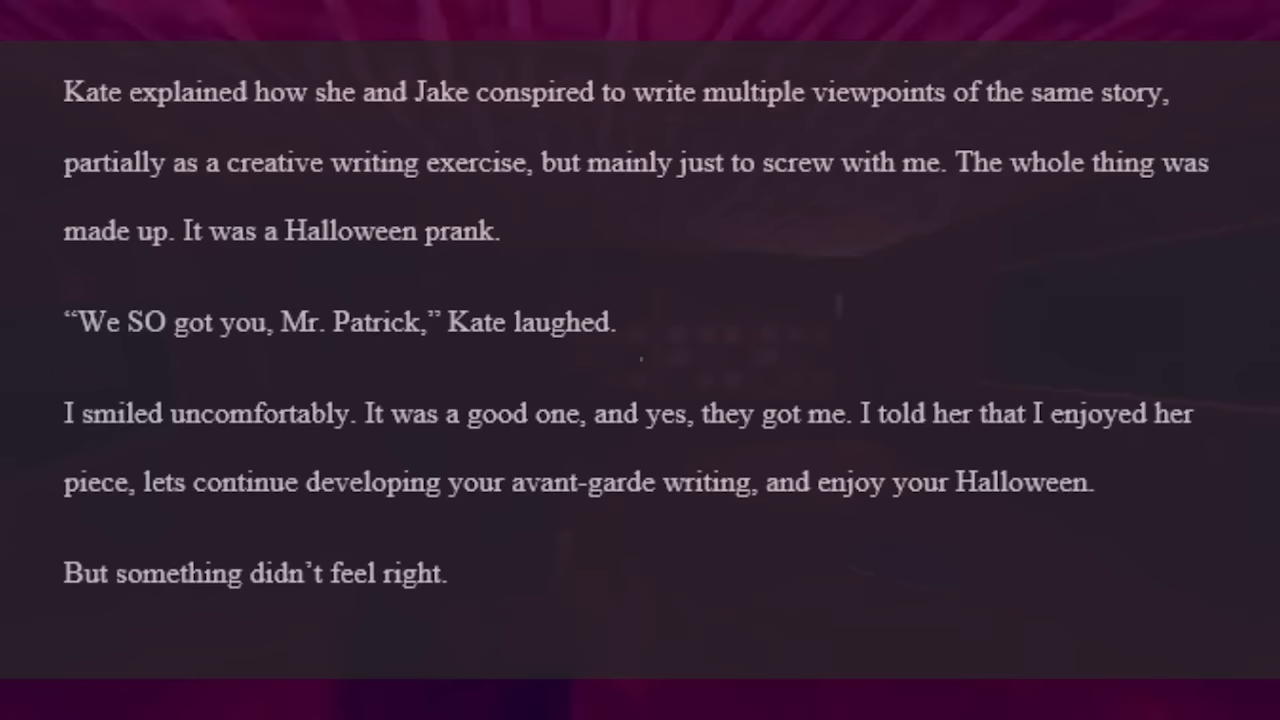 Kate explained how she and Jake conspired to write multiple viewpoints of the same story,
partially as a creative writing exercise, but mainly just to screw with me. The whole thing was
made up. It was a Halloween prank.
“We SO got you, Mr. Patrick,” Kate laughed.
I smiled uncomfortably. It was a good one, and yes, they got me. I told her that I enjoyed her
piece, lets continue developing your avant-garde writing, and enjoy your Halloween.
But something didn’t feel right.